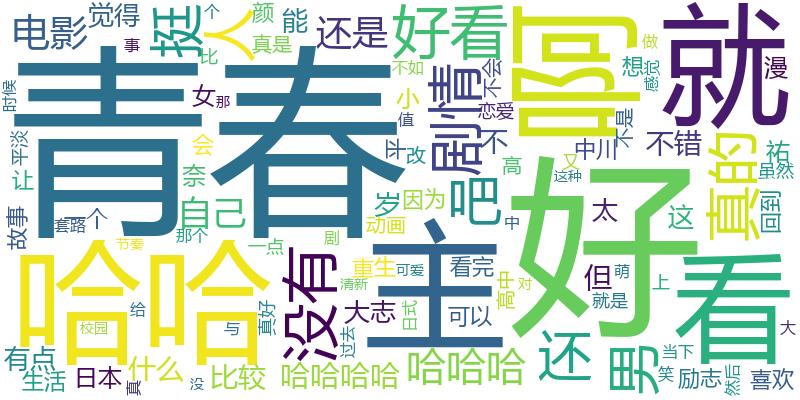 电影
觉得
事
挺
人
个
比
颜
真是
能
还是
好看
不如
不会
啊
做
想
感觉
就
漫
时候
青春
女
那
小
值
剧情
恋爱
不
中川
不是
不错
真的
祐
虽然
回到
平淡
让
会
奈
自己
岁
因为
平
改
吧
高
又
这种
太
这
故事
套路
个
那个
一点
动画
剧
中
好
看
节奏
哈哈
校园
给
与
真好
没有
重生
清新
大志
过去
主
可爱
日式
看完
可以
高中
对
但
萌
就是
上
还
男
当下
笑
大
有点
生活
日本
真
什么
没
比较
哈哈哈哈
哈哈哈
励志
然后
喜欢